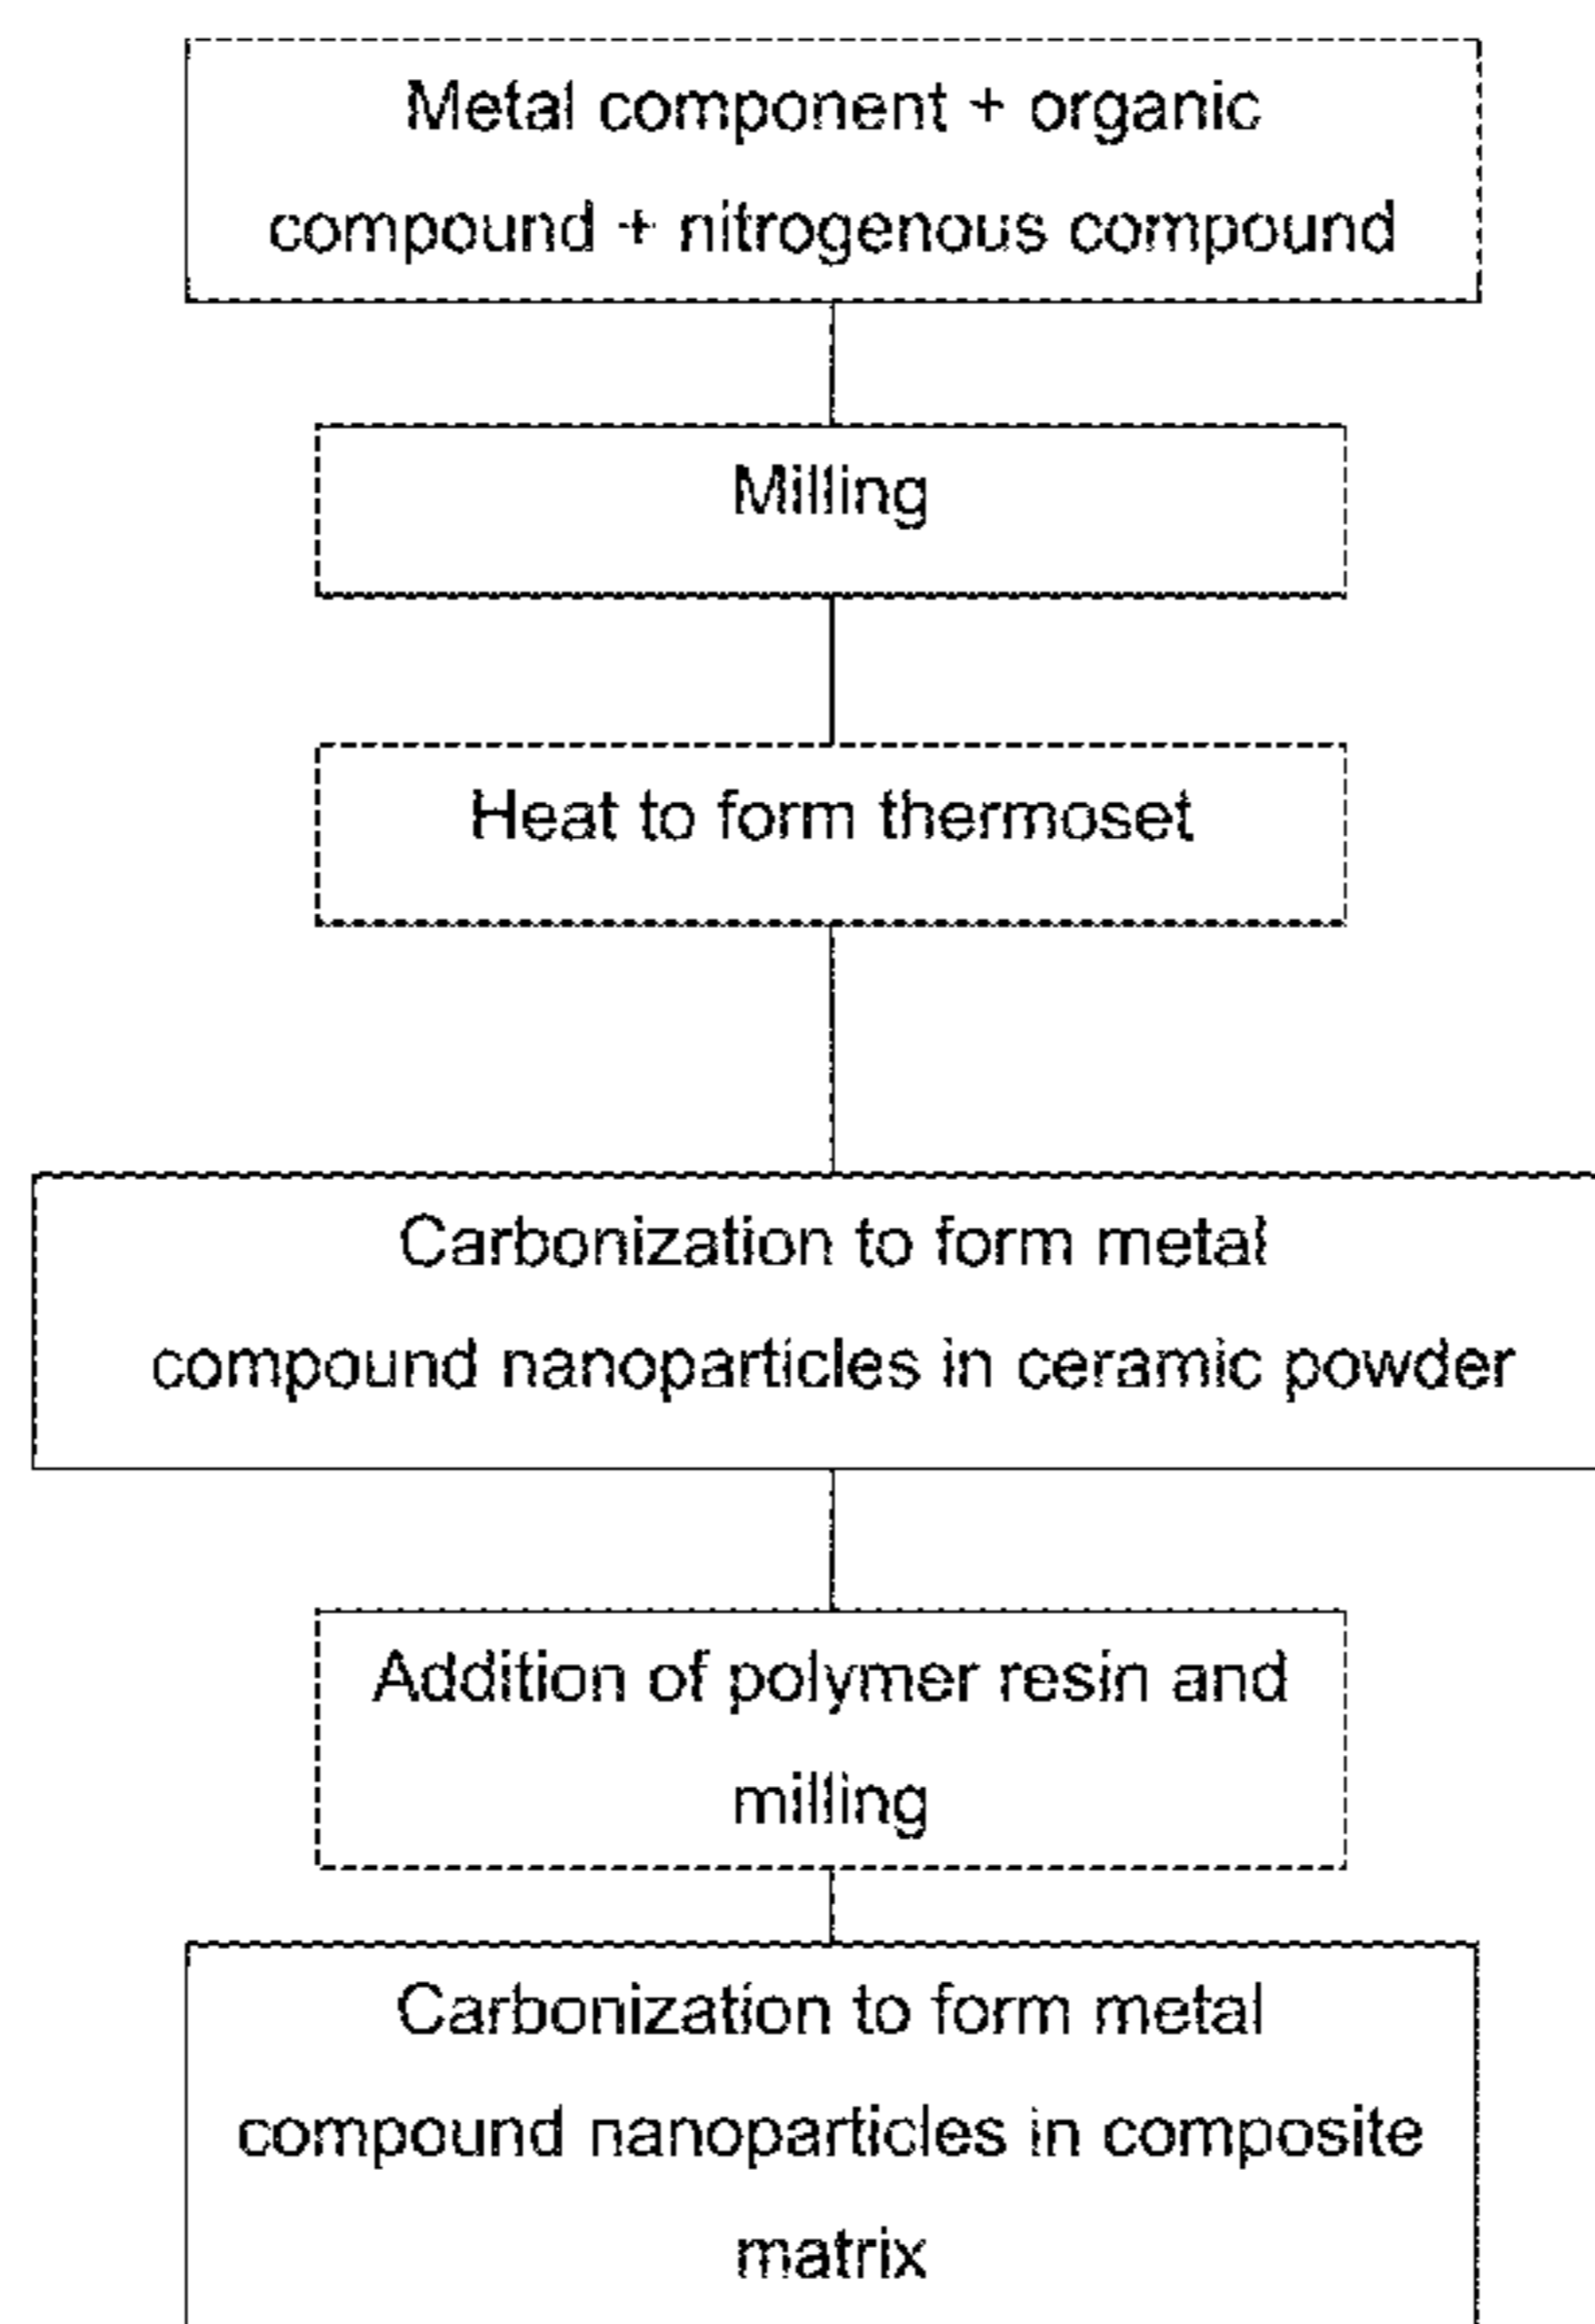 Metal component + organic
compound + nitrogenous compound
Milling
Heat to form thermoset
Carbonization to form metal
compound nanoparticles in ceramic powder
Addition of polymer resin and
milling
Carbonization to form metal
compound nanoparticles in composite
matrix